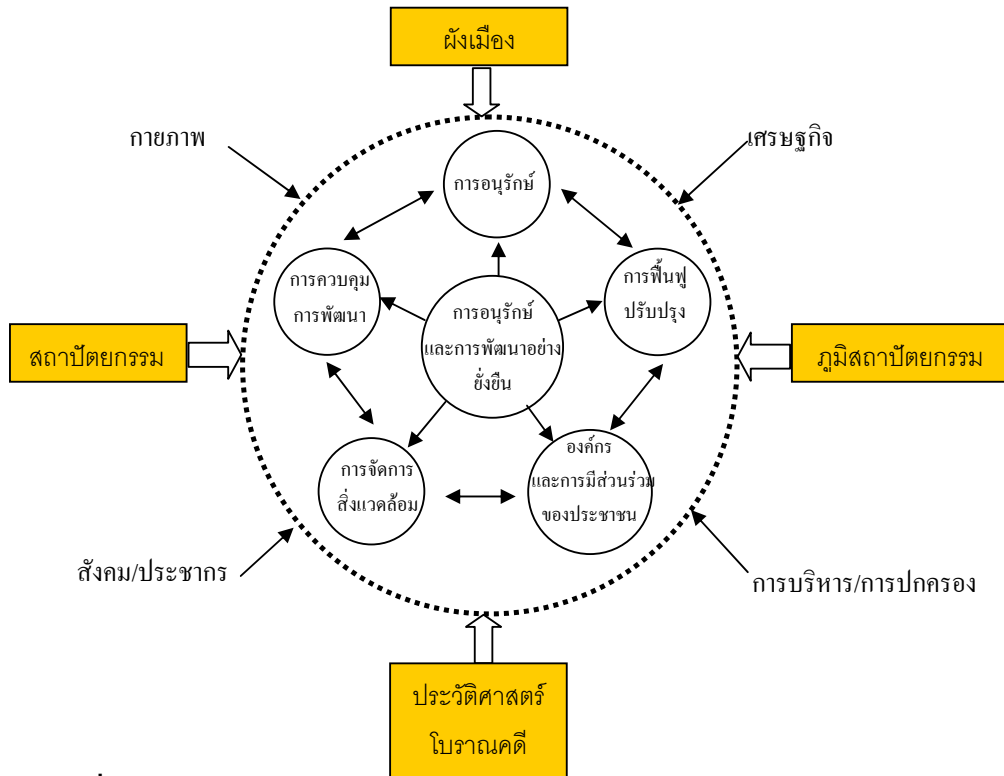 ผังเมือง
กายภาพ
เศรษฐกิจ
การอนุรักษ์
การควบคุม
การพัฒนา
การฟื้นฟู
ปรับปรุง
การอนุรักษ์
และการพัฒนาอย่าง
ยั่งยืน
สถาปัตยกรรม
ภูมิสถาปัตยกรรม
การจัดการ
สิ่งแวดล้อม
องค์กร
และการมีส่วนร่วม
ของประชาชน
สังคม/ประชากร
การบริหาร/การปกครอง
ประวัติศาสตร์
โบราณคดี